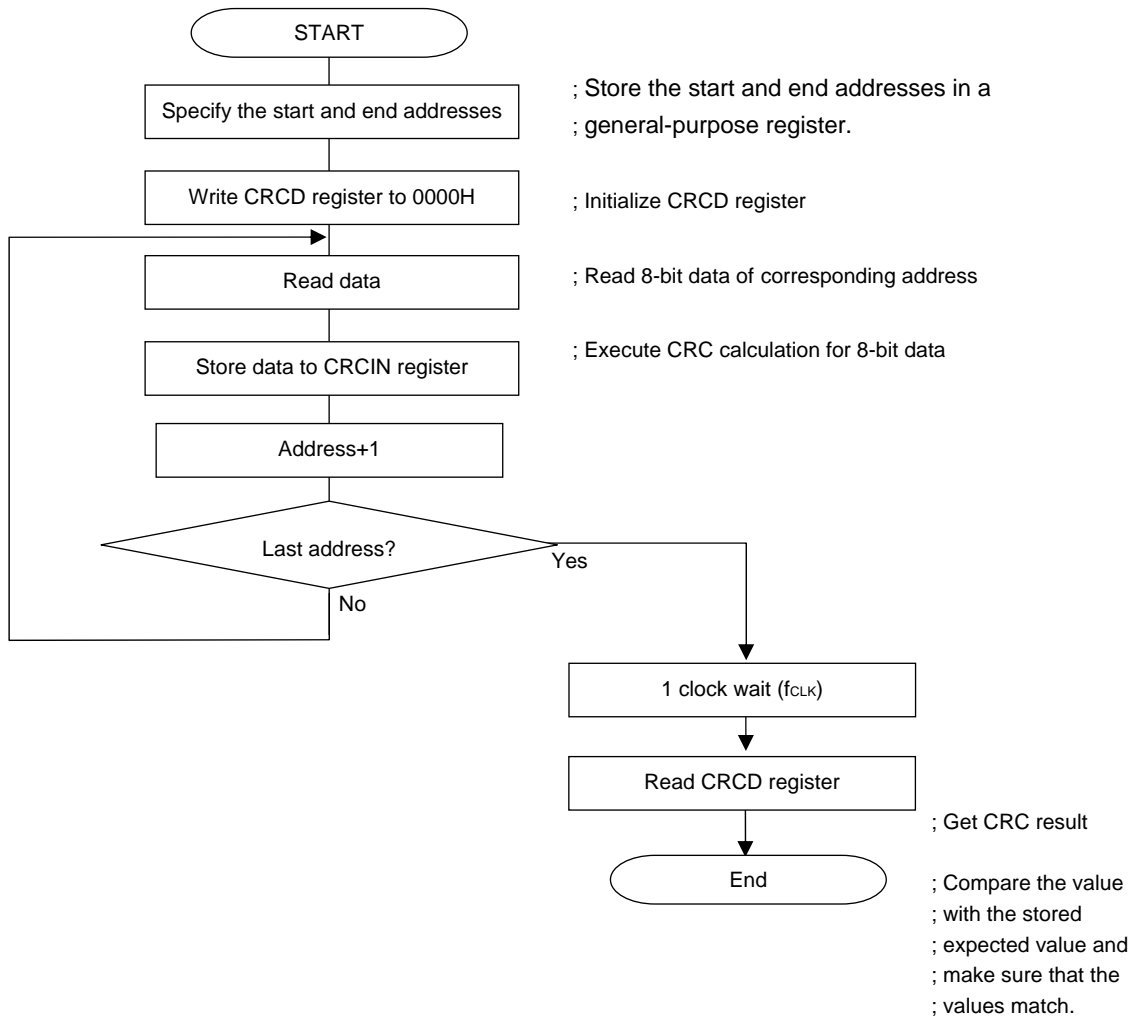 START
Specify the start and end addresses
; Store the start and end addresses in a
; general-purpose register.
Write CRCD register to 0000H
; Initialize CRCD register
Read data
; Read 8-bit data of corresponding address
Store data to CRCIN register
; Execute CRC calculation for 8-bit data
Address+1
Last address?
Yes
No
1 clock wait (fCLK)
Read CRCD register
; Get CRC result
End
; Compare the value
; with the stored
; expected value and
; make sure that the
; values match.